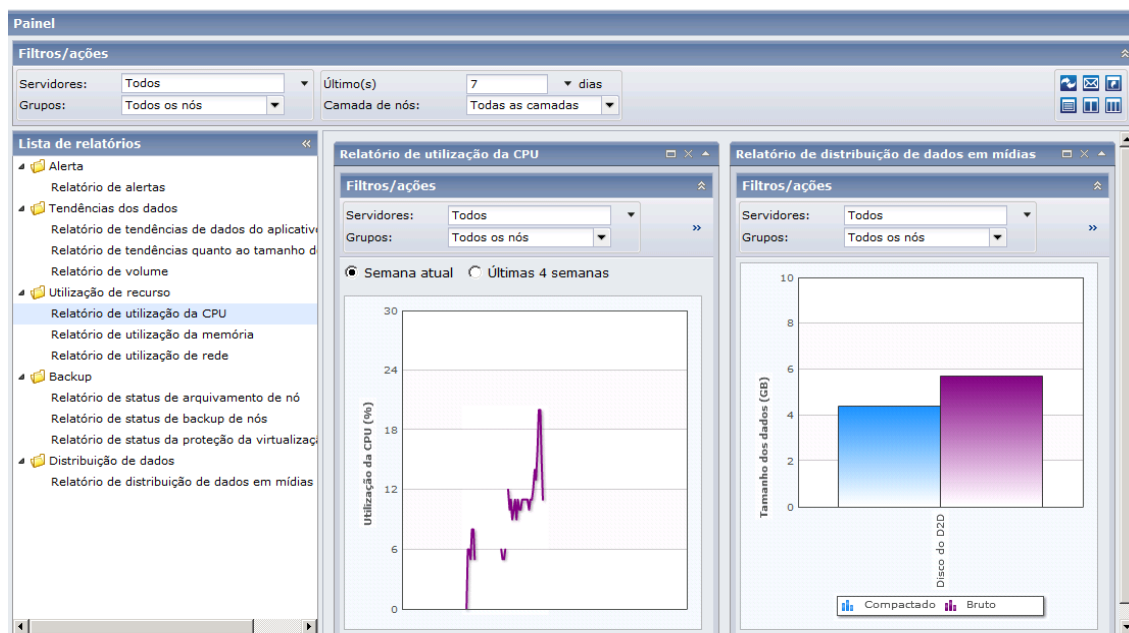 Painel
Filtros/ações
Servidores: Todos Último(s) 7 dias
Grupos: Todos os nós Camada de nós: Todas as camadas
Lista de relatórios
Alerta
Relatório de alertas
Tendências dos dados
Relatório de tendências de dados do aplicativo
Relatório de tendências quanto ao tamanho d
Relatório de volume
Utilização de recurso
Relatório de utilização da CPU
Relatório de utilização da memória
Relatório de utilização de rede
Backup
Relatório de status de arquivamento de nó
Relatório de status de backup de nós
Relatório de status da proteção da virtualizaç
Distribuição de dados
Relatório de distribuição de dados em mídias
Relatório de utilização da CPU
Filtros/ações
Servidores: Todos
Grupos: Todos os nós
Semana atual Últimas 4 semanas
Utilização da CPU (%)
30
24
18
12
6
0
Relatório de distribuição de dados em mídias
Filtros/ações
Servidores: Todos
Grupos: Todos os nós
Tamanho dos dados (GB)
10
8
6
4
2
0
Disco do D2D
Compactado Bruto